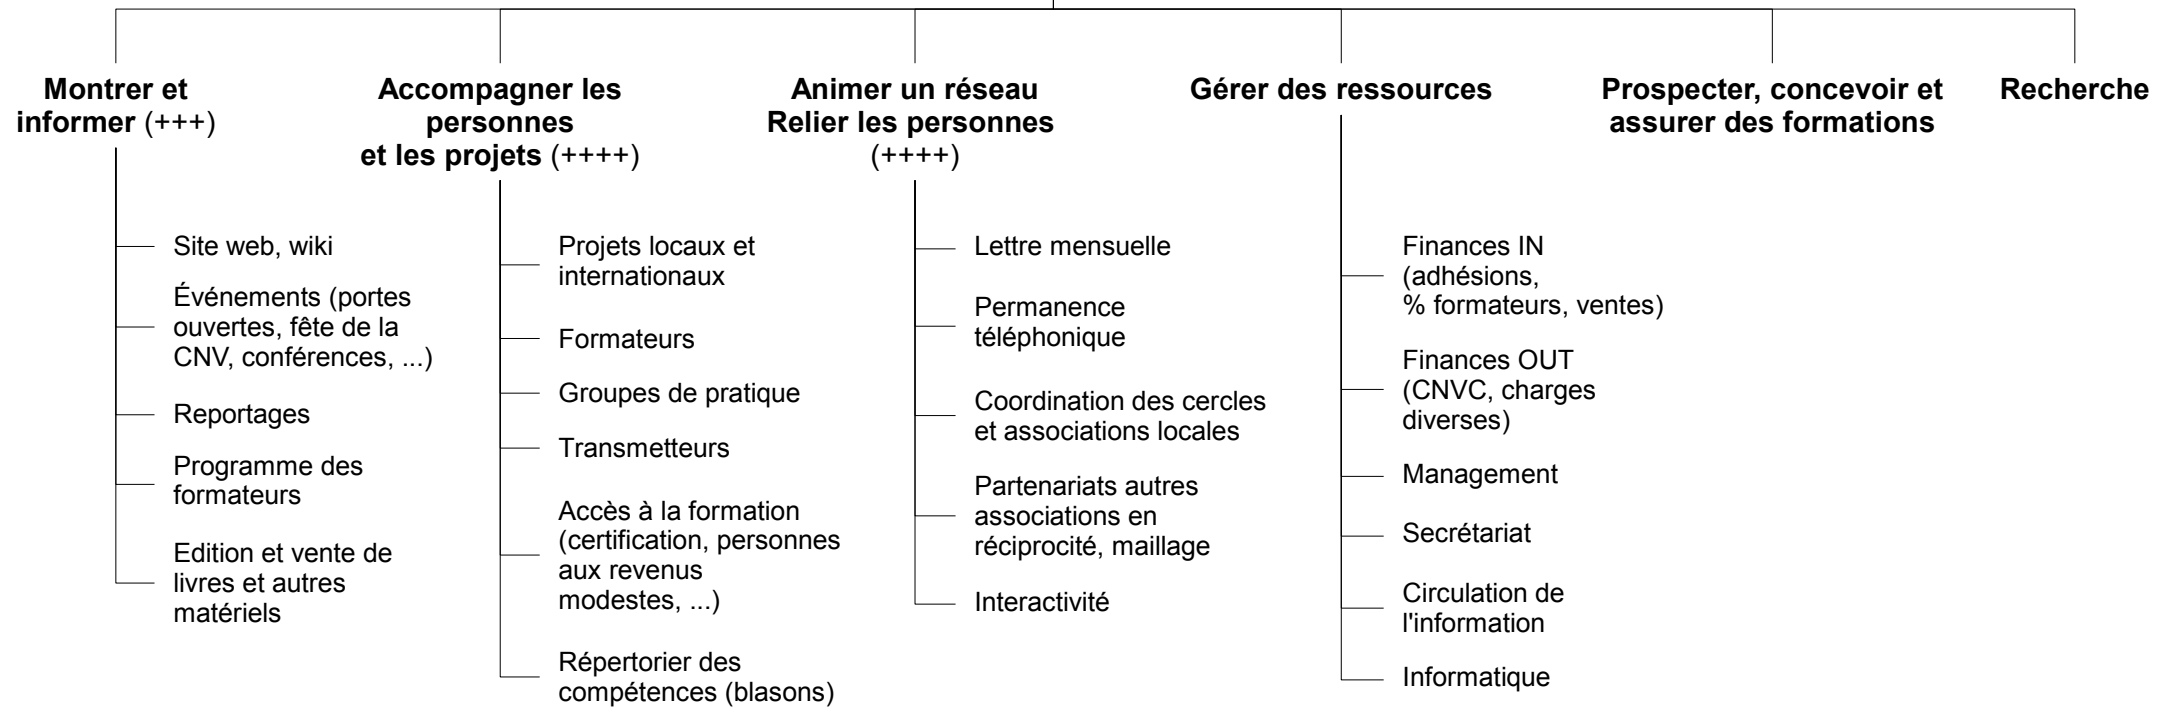 Montrer et
informer (+++)
Site web, wiki
Événements (portes
ouvertes, fête de la
CNV, conférences, ...)
Reportages
Programme des
formateurs
Edition et vente de
livres et autres
matériels
Accompagner les
personnes
et les projets (++++)
Projets locaux et
internationaux
Formateurs
Groupes de pratique
Transmetteurs
Accès à la formation
(certification, personnes
aux revenus
modestes, ...)
Répertorier des
compétences (blasons)
Animer un réseau
Relier les personnes
(++++)
Lettre mensuelle
Permanence
téléphonique
Coordination des cercles
et associations locales
Partenariats autres
associations en
réciprocité, maillage
Interactivité
Gérer des ressources
Finances IN
(adhésions,
% formateurs, ventes)
Finances OUT
(CNVC, charges
diverses)
Management
Secrétariat
Circulation de
l'information
Informatique
Prospecter, concevoir et
assurer des formations
Recherche